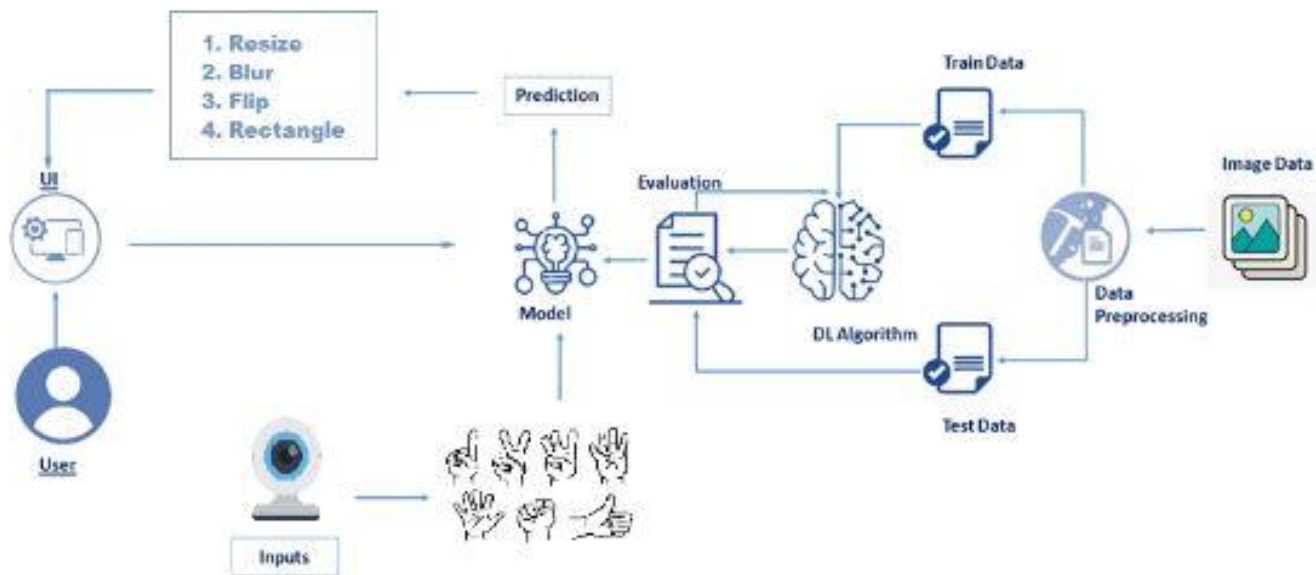 1. Resize
2. Blur
3. Flip
4. Rectangle
Prediction
Train Data
Image Data
UI
Evaluation
Model
DL Algorithm
Data
Preprocessing
Test Data
User
Inputs